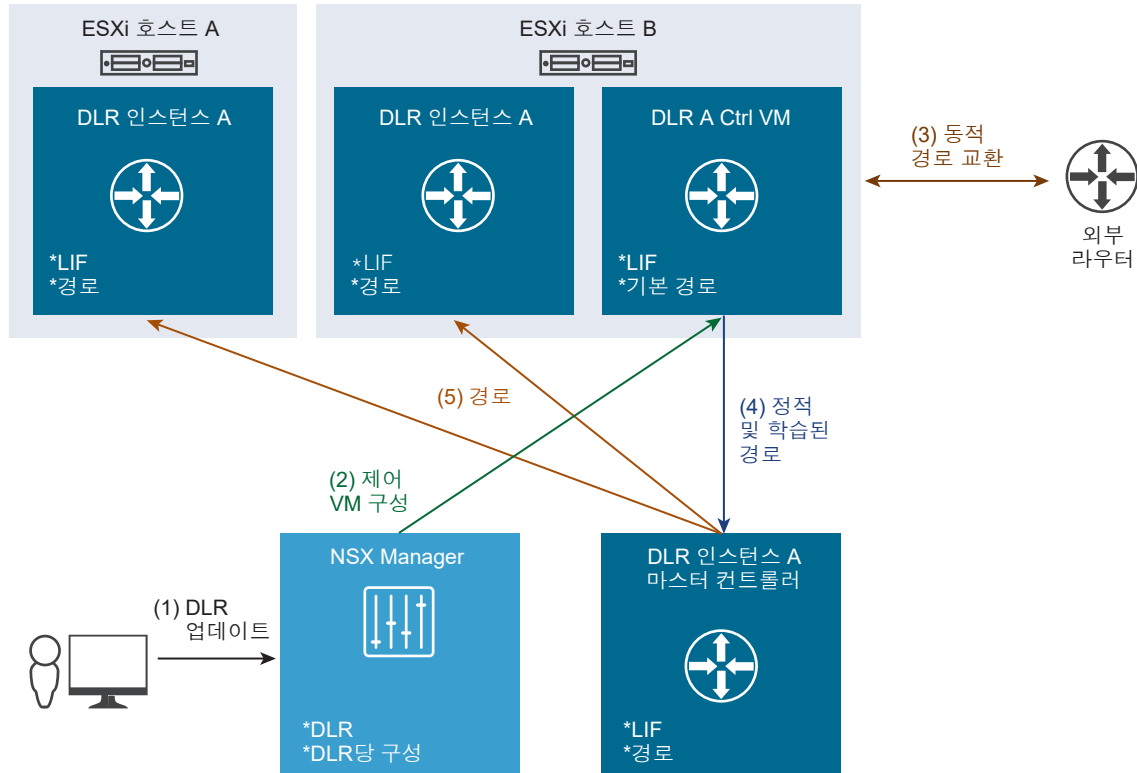 ESXi 호스트 A
ESXi 호스트 B
DLR 인스턴스 A
*LIF
*경로
DLR 인스턴스 A
*LIF
*경로
DLR A Ctrl VM
*LIF
*기본 경로
(3) 동적
경로 교환
외부
라우터
(5) 경로
(4) 정적
및 학습된
경로
(2) 제어
VM 구성
(1) DLR
업데이트
NSX Manager
*DLR
*DLR당 구성
DLR 인스턴스 A
마스터 컨트롤러
*LIF
*경로